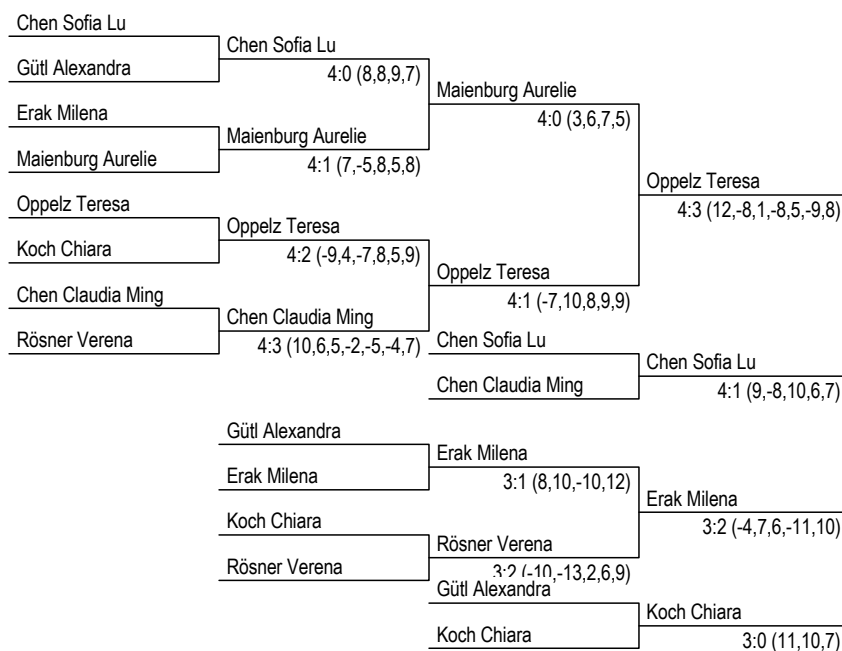 Chen Sofia Lu
Chen Sofia Lu
Gütl Alexandra
4:0 (8,8,9,7)
Maienburg Aurelie
Erak Milena
4:0 (3,6,7,5)
Maienburg Aurelie
Maienburg Aurelie
4:1 (7,-5,8,5,8)
Oppelz Teresa
Oppelz Teresa
4:3 (12,-8,1,-8,5,-9,8)
Oppelz Teresa
Koch Chiara
4:2 (-9,4,-7,8,5,9)
Oppelz Teresa
Chen Claudia Ming
4:1 (-7,10,8,9,9)
Chen Claudia Ming
Rösner Verena
4:3 (10,6,5,-2,-5,-4,7)
Chen Sofia Lu
Chen Sofia Lu
Chen Claudia Ming
4:1 (9,-8,10,6,7)
Gütl Alexandra
Erak Milena
Erak Milena
3:1 (8,10,-10,12)
Erak Milena
Koch Chiara
3:2 (-4,7,6,-11,10)
Rösner Verena
Rösner Verena
3:2 (-10,-13,2,6,9)
Gütl Alexandra
Koch Chiara
Koch Chiara
3:0 (11,10,7)